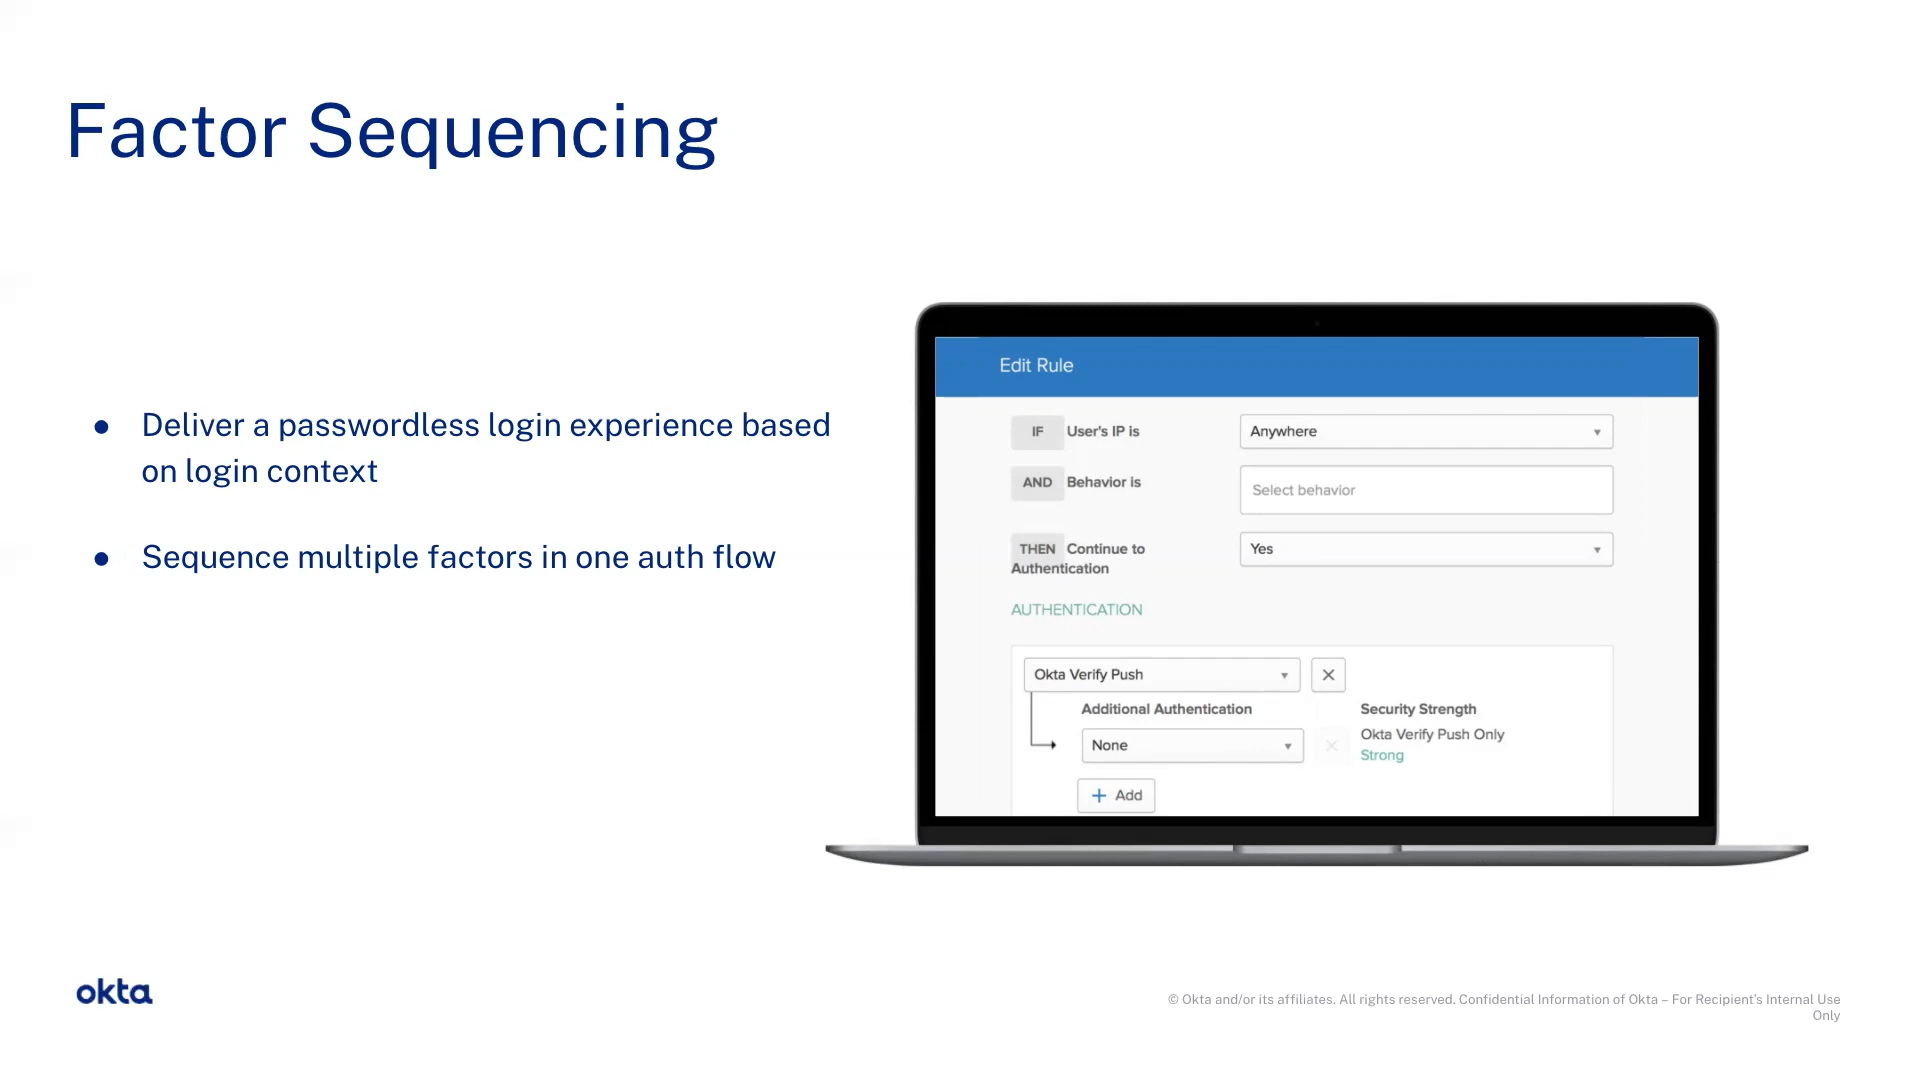 Factor Sequencing
● Deliver a passwordless login experience based
on login context
● Sequence multiple factors in one auth flow
Edit Rule
IF User's IP is Anywhere
AND Behavior is Select behavior
THEN Continue to Yes
Authentication
AUTHENTICATION
Okta Verify Push
Additional Authentication Security Strength
Okta Verify Push Only
None
Strong
+ Add
okta
© Okta and/or its affiliates. All rights reserved. Confidential Information of Okta – For Recipient's Internal Use
Only